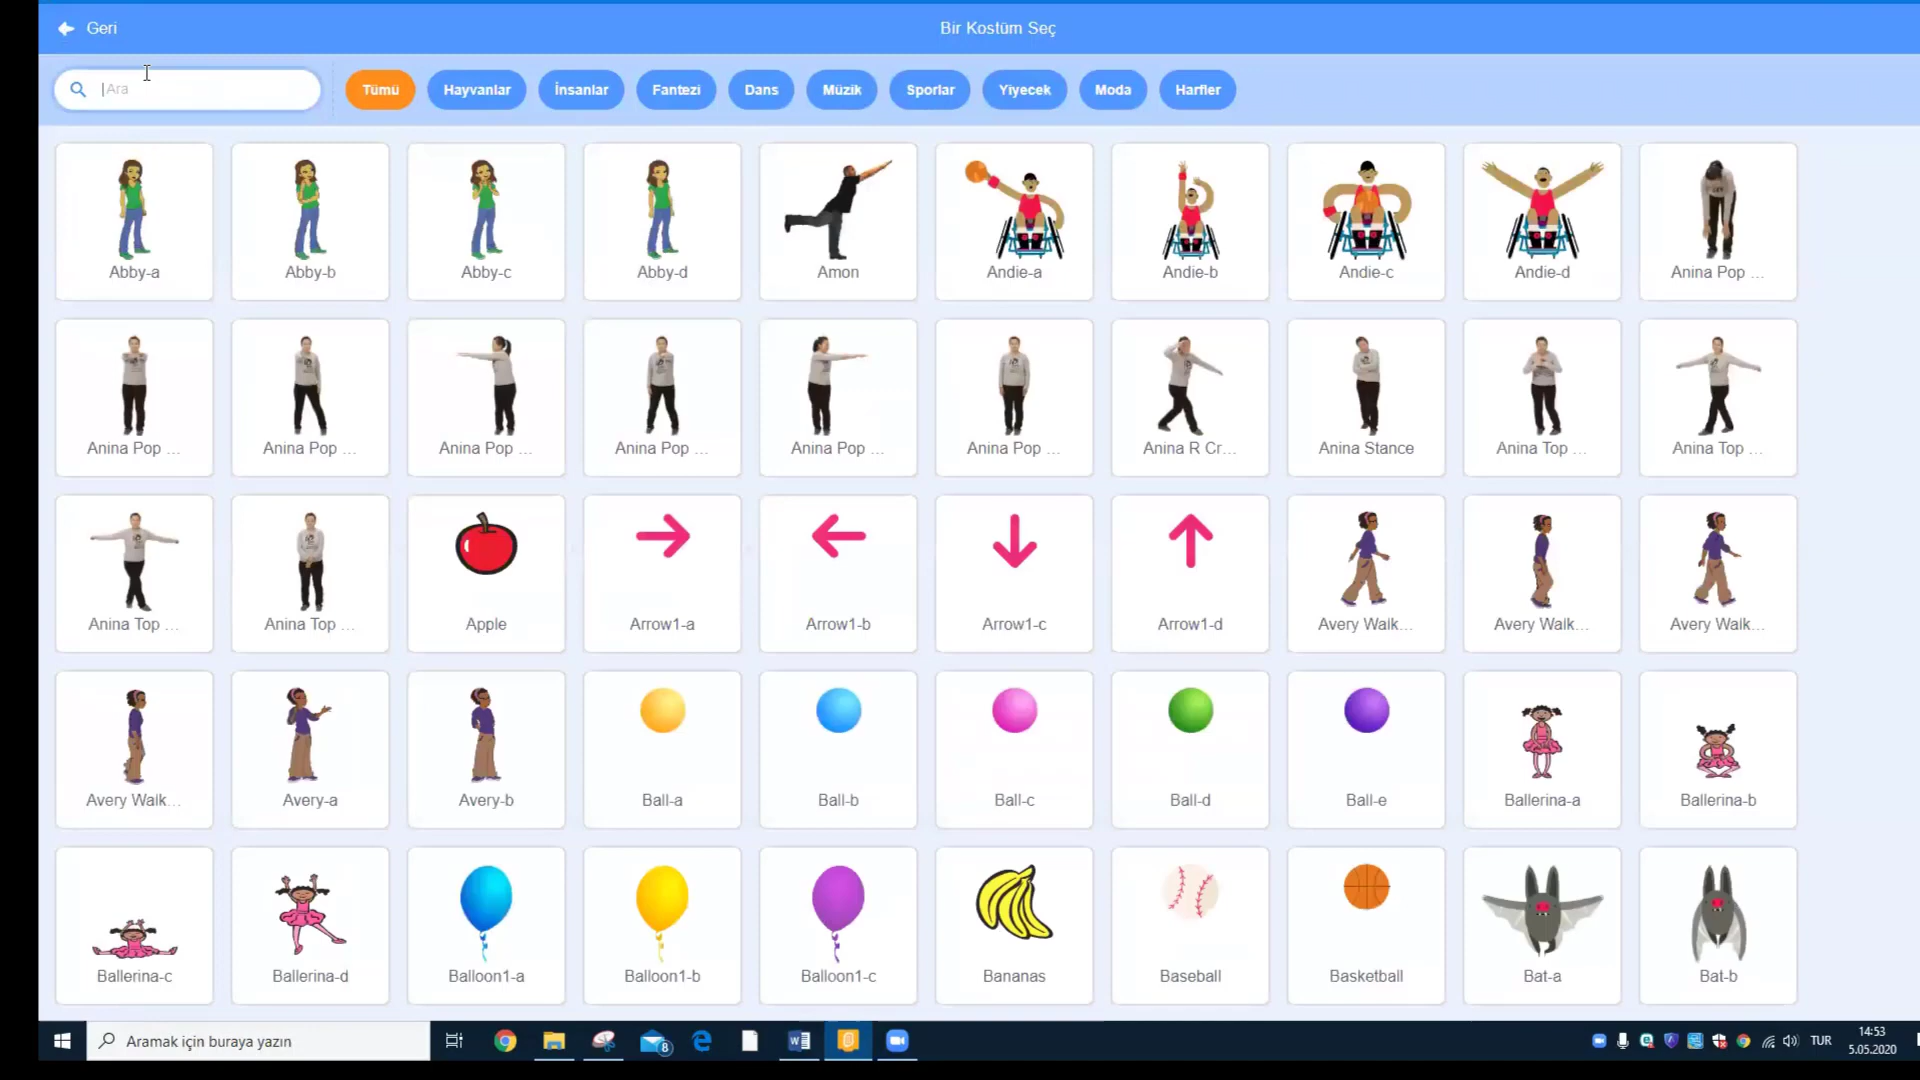 Geri
Bir Kostüm Seç
Ara
Tümü
Hayvanlar
İnsanlar
Fantezi
Dans
Müzik
Sporlar
Yiyecek
Moda
Harfler
Abby-a
Abby-b
Abby-c
Abby-d
Amon
Andie-a
Andie-b
Andie-c
Andie-d
Anina Pop ...
Anina Pop ...
Anina Pop ...
Anina Pop ...
Anina Pop ...
Anina Pop ...
Anina Pop ...
Anina R Cr...
Anina Stance
Anina Top ...
Anina Top ...
Anina Top ...
Anina Top ...
Apple
Arrow1-a
Arrow1-b
Arrow1-c
Arrow1-d
Avery Walk...
Avery Walk...
Avery Walk...
Avery Walk...
Avery-a
Avery-b
Ball-a
Ball-b
Ball-c
Ball-d
Ball-e
Ballerina-a
Ballerina-b
Ballerina-c
Ballerina-d
Balloon1-a
Balloon1-b
Balloon1-c
Bananas
Baseball
Basketball
Bat-a
Bat-b
Aramak için buraya yazın
8
TUR
14:53
5.05.2020